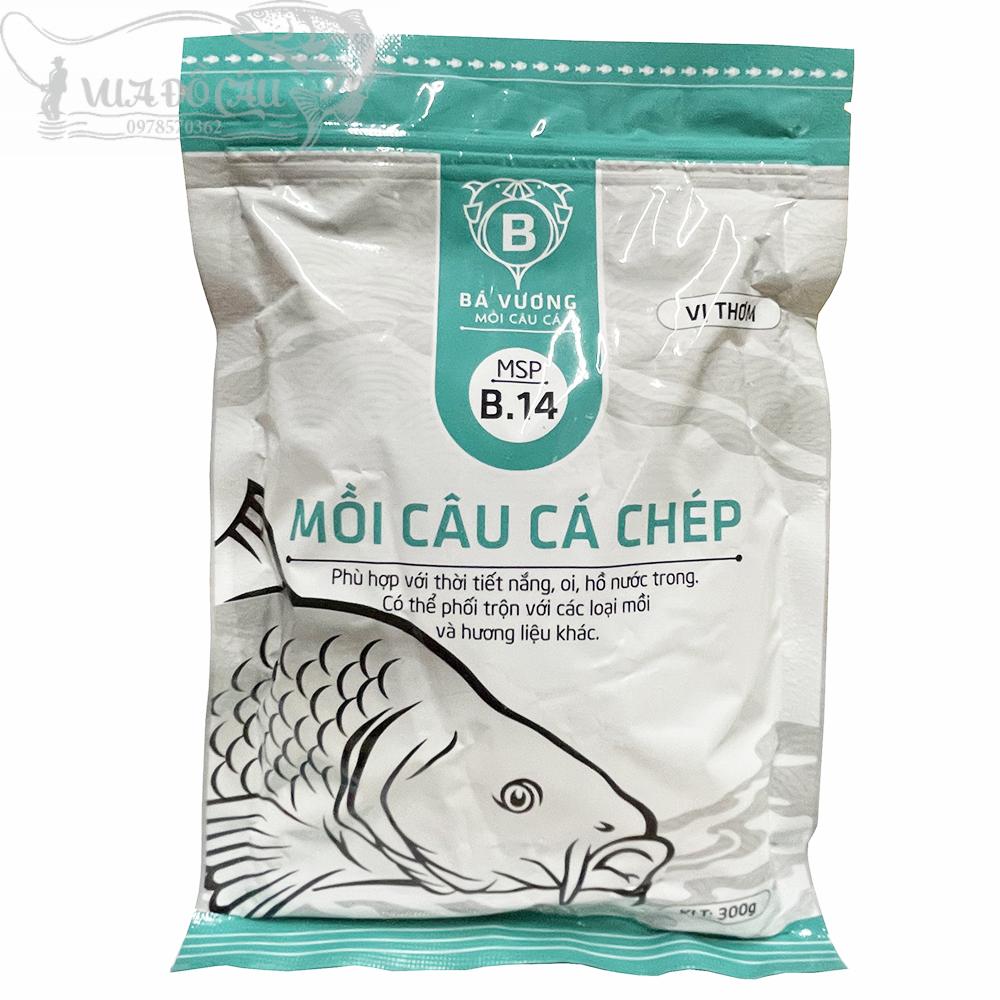 VUA ĐỒ CÂU
0978570362
B
BÁ VƯƠNG
MỒI CÂU CÁ
VỊ THƠM
MSP
B.14
MỒI CÂU CÁ CHÉP
Phù hợp với thời tiết nắng, oi, hồ nước trong.
Có thể phối trộn với các loại mồi
và hương liệu khác.
KLT: 300g